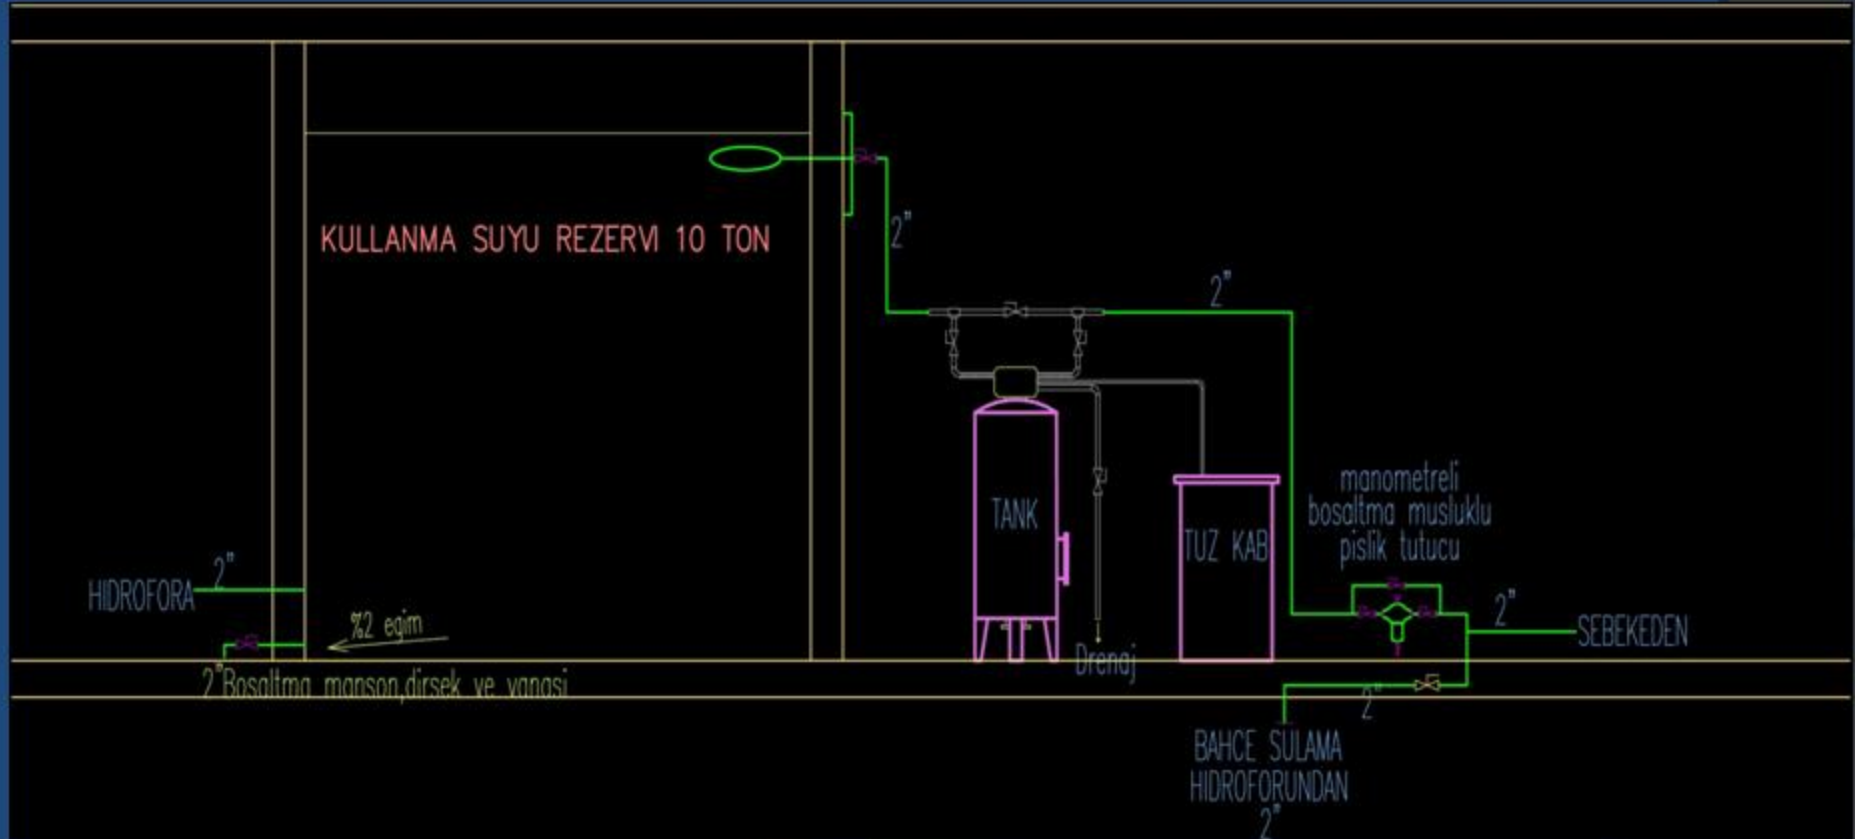 KULLANMA SUYU REZERVI 10 TON
2"
2"
TANK
TUZ KAB
manometreli
bosaltma musluklu
pislik tutucu
HIDROFORA
2"
%2 egim
2"Bosaltma manson,dirsek ve vanasi
Drenaj
2"
SEBEKEDEN
2"
BAHCE SULAMA
HIDROFORUNDAN
2"